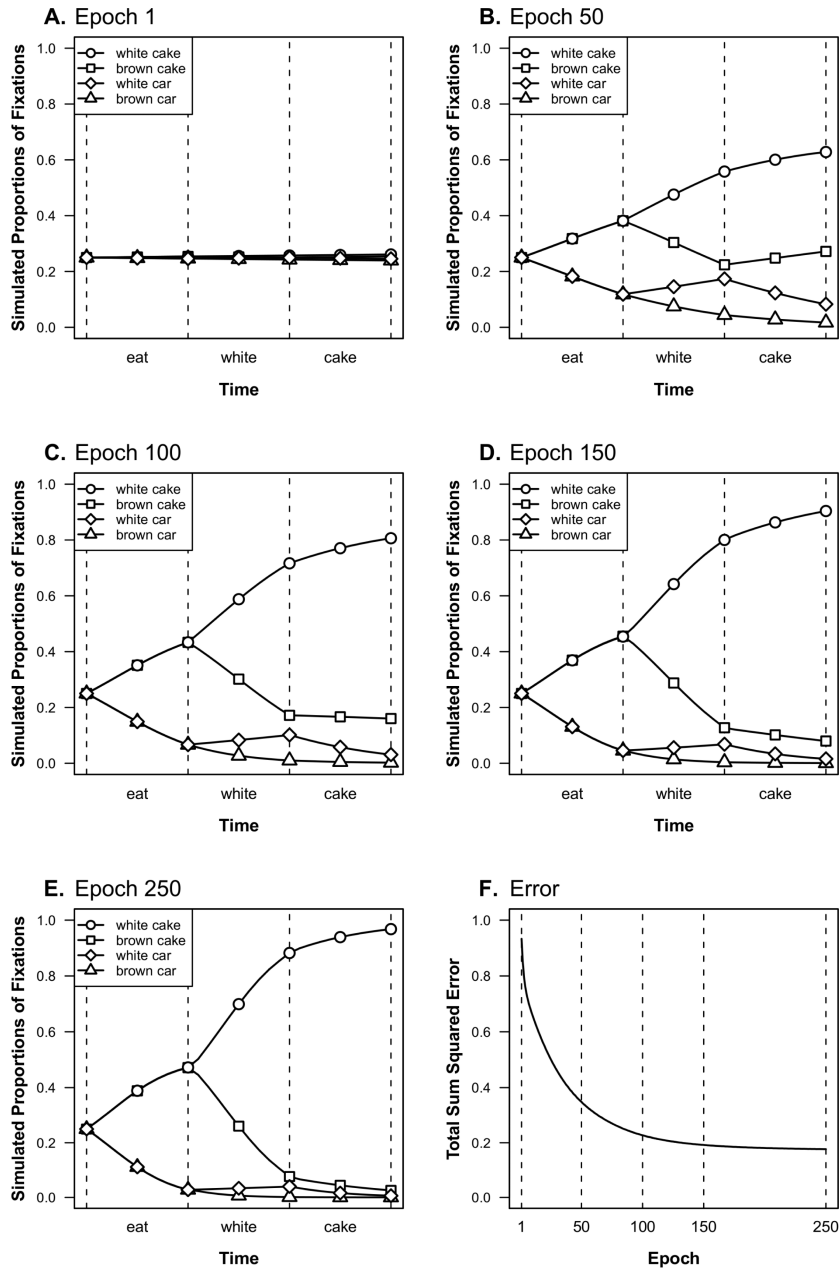 A. Epoch 1
1.0
0.8
0.6
0.4
0.2
0.0
Simulated Proportions of Fixations
white cake
brown cake
white car
brown car
eat white cake
Time
B. Epoch 50
1.0
0.8
0.6
0.4
0.2
0.0
Simulated Proportions of Fixations
white cake
brown cake
white car
brown car
eat white cake
Time
C. Epoch 100
1.0
0.8
0.6
0.4
0.2
0.0
Simulated Proportions of Fixations
white cake
brown cake
white car
brown car
eat white cake
Time
D. Epoch 150
1.0
0.8
0.6
0.4
0.2
0.0
Simulated Proportions of Fixations
white cake
brown cake
white car
brown car
eat white cake
Time
E. Epoch 250
1.0
0.8
0.6
0.4
0.2
0.0
Simulated Proportions of Fixations
white cake
brown cake
white car
brown car
eat white cake
Time
F. Error
1.0
0.8
0.6
0.4
0.2
0.0
Total Sum Squared Error
1 50 100 150 250
Epoch